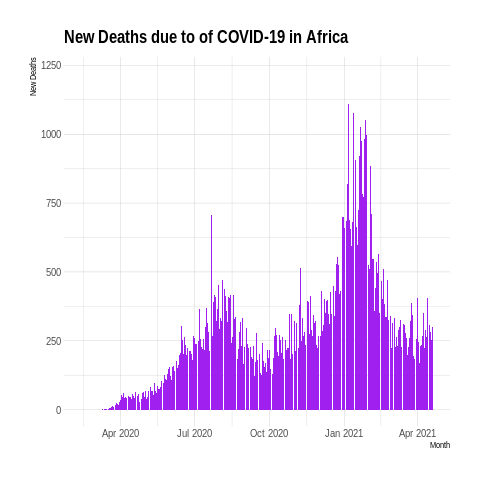 New Deaths due to of COVID-19 in Africa
New Deaths
1250
1000
750
500
250
0
Apr 2020 Jul 2020 Oct 2020 Jan 2021 Apr 2021
Month